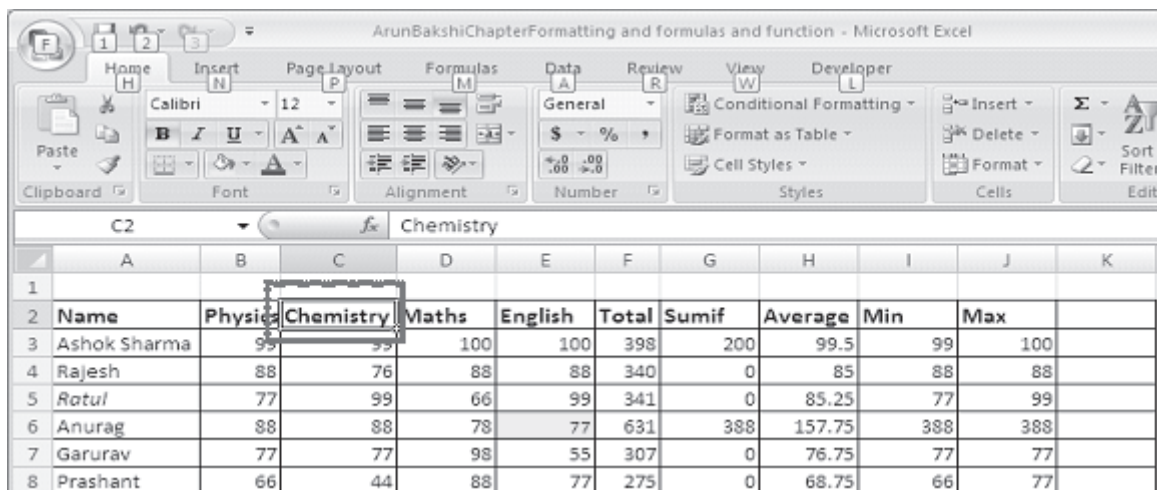 ArunBakshiChapterFormatting and formulas and function - Microsoft Excel
F 1 2 3
Home Insert Page Layout Formulas Data Review View Developer
H N P M A R W L
Calibri 12 General Conditional Formatting Insert Σ
B I U A A $ % , Format as Table Delete
Paste A .00 .0 Cell Styles Format Sort
Filter
Clipboard Font Alignment Number Styles Cells Edit
C2 fx Chemistry
A B C D E F G H I J K
1
2 Name Physics Chemistry Maths English Total Sumif Average Min Max
3 Ashok Sharma 99 99 100 100 398 200 99.5 99 100
4 Rajesh 88 76 88 88 340 0 85 88 88
5 Ratul 77 99 66 99 341 0 85.25 77 99
6 Anurag 88 88 78 77 631 388 157.75 388 388
7 Garurav 77 77 98 55 307 0 76.75 77 77
8 Prashant 66 44 88 77 275 0 68.75 66 77